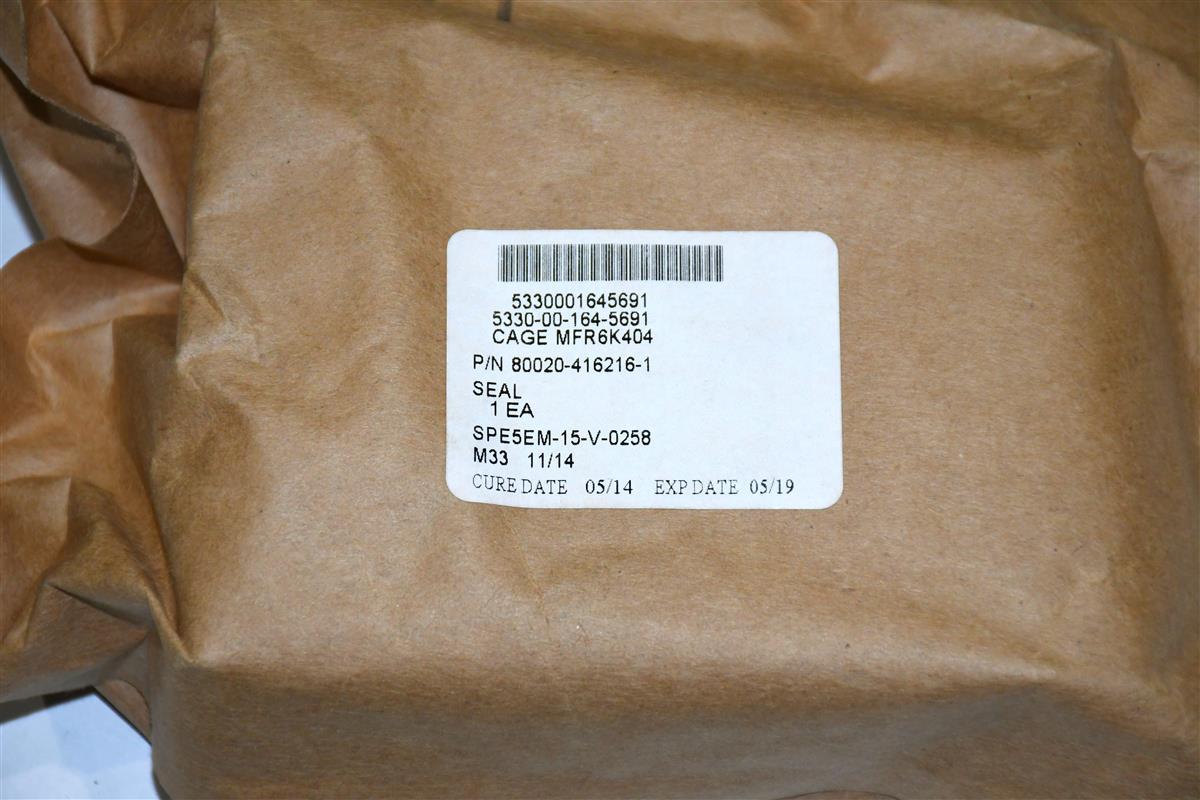 5330001645691
5330-00-164-5691
CAGE MFR6K404
P/N 80020-416216-1
SEAL
1 EA
SPE5EM-15-V-0258
M33 11/14
CURE DATE 05/14 EXP DATE 05/19